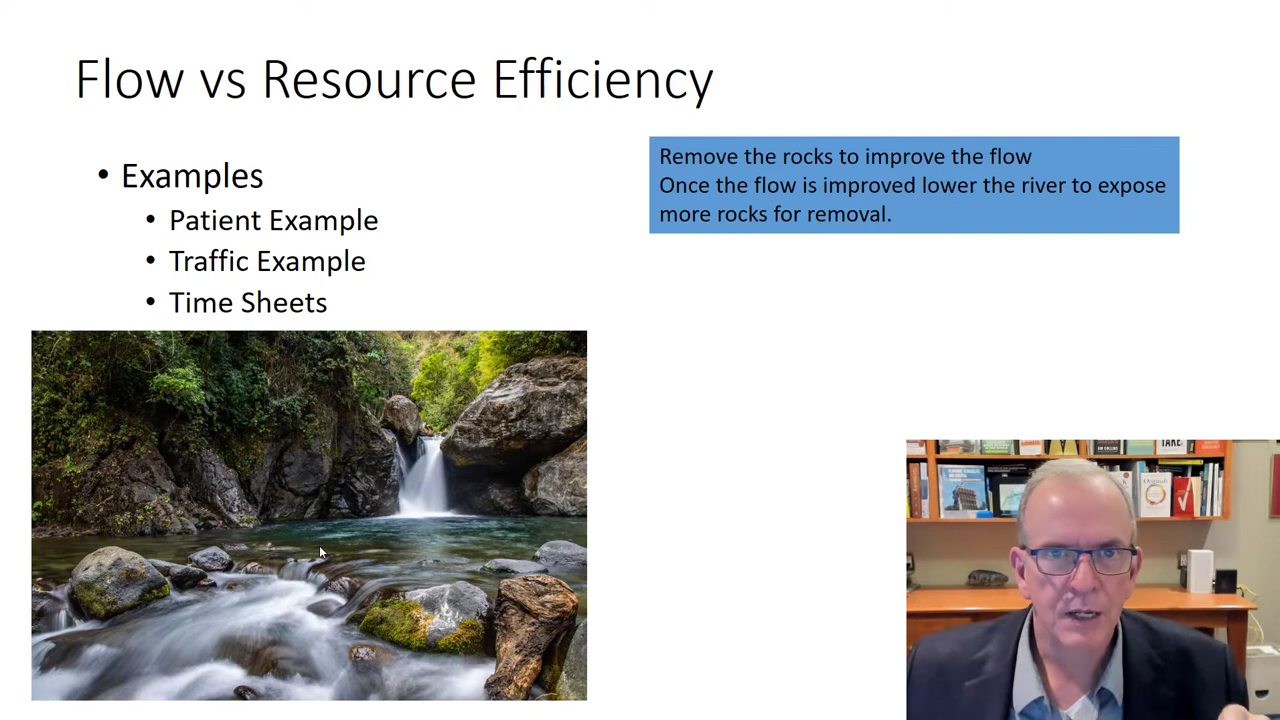 Flow vs Resource Efficiency
• Examples
• Patient Example
• Traffic Example
• Time Sheets
Remove the rocks to improve the flow
Once the flow is improved lower the river to expose
more rocks for removal.
Originals